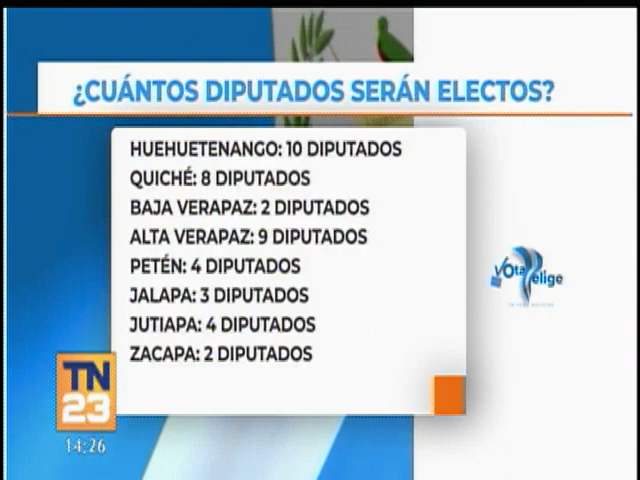 ¿CUÁNTOS DIPUTADOS SERÁN ELECTOS?
HUEHUETENANGO: 10 DIPUTADOS
QUICHÉ: 8 DIPUTADOS
BAJA VERAPAZ: 2 DIPUTADOS
ALTA VERAPAZ: 9 DIPUTADOS
PETÉN: 4 DIPUTADOS
JALAPA: 3 DIPUTADOS
JUTIAPA: 4 DIPUTADOS
ZACAPA: 2 DIPUTADOS
Vota elige
TN
23
14:26